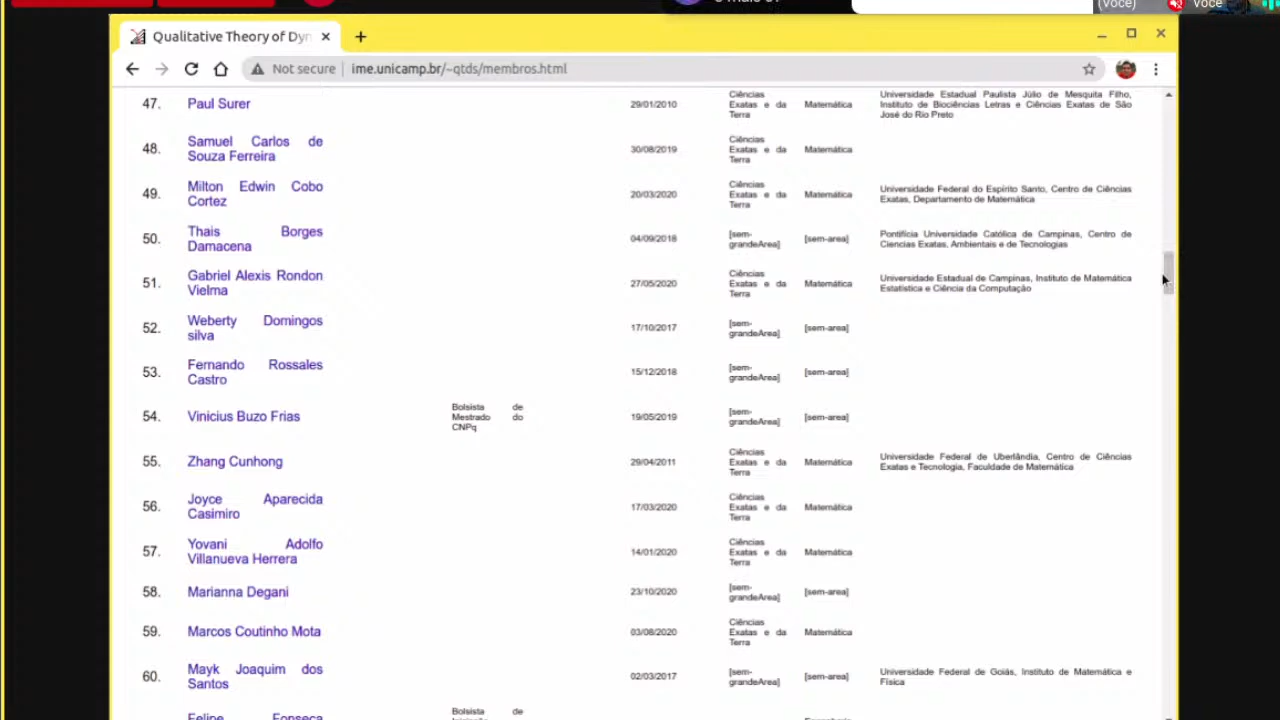 (Você)
Você
Qualitative Theory of Dyn
Not secure
ime.unicamp.br/~qtds/membros.html
47. Paul Surer 29/01/2010 Ciências Exatas e da Terra Matemática Universidade Estadual Paulista Júlio de Mesquita Filho, Instituto de Biociências Letras e Ciências Exatas de São José do Rio Preto
48. Samuel Carlos de Souza Ferreira 30/08/2019 Ciências Exatas e da Terra Matemática
49. Milton Edwin Cobo Cortez 20/03/2020 Ciências Exatas e da Terra Matemática Universidade Federal do Espírito Santo, Centro de Ciências Exatas, Departamento de Matemática
50. Thais Borges Damacena 04/09/2018 [sem-grandeArea] [sem-area] Pontifícia Universidade Católica de Campinas, Centro de Ciencias Exatas, Ambientais e de Tecnologias
51. Gabriel Alexis Rondon Vielma 27/05/2020 Ciências Exatas e da Terra Matemática Universidade Estadual de Campinas, Instituto de Matemática Estatística e Ciência da Computação
52. Weberty Domingos silva 17/10/2017 [sem-grandeArea] [sem-area]
53. Fernando Rossales Castro 15/12/2018 [sem-grandeArea] [sem-area]
54. Vinicius Buzo Frias Bolsista de Mestrado do CNPq 19/05/2019 [sem-grandeArea] [sem-area]
55. Zhang Cunhong 29/04/2011 Ciências Exatas e da Terra Matemática Universidade Federal de Uberlândia, Centro de Ciências Exatas e Tecnologia, Faculdade de Matemática
56. Joyce Aparecida Casimiro 17/03/2020 Ciências Exatas e da Terra Matemática
57. Yovani Adolfo Villanueva Herrera 14/01/2020 Ciências Exatas e da Terra Matemática
58. Marianna Degani 23/10/2020 [sem-grandeArea] [sem-area]
59. Marcos Coutinho Mota 03/08/2020 Ciências Exatas e da Terra Matemática
60. Mayk Joaquim dos Santos 02/03/2017 [sem-grandeArea] [sem-area] Universidade Federal de Goiás, Instituto de Matemática e Física
Felipe Fonseca Bolsista de